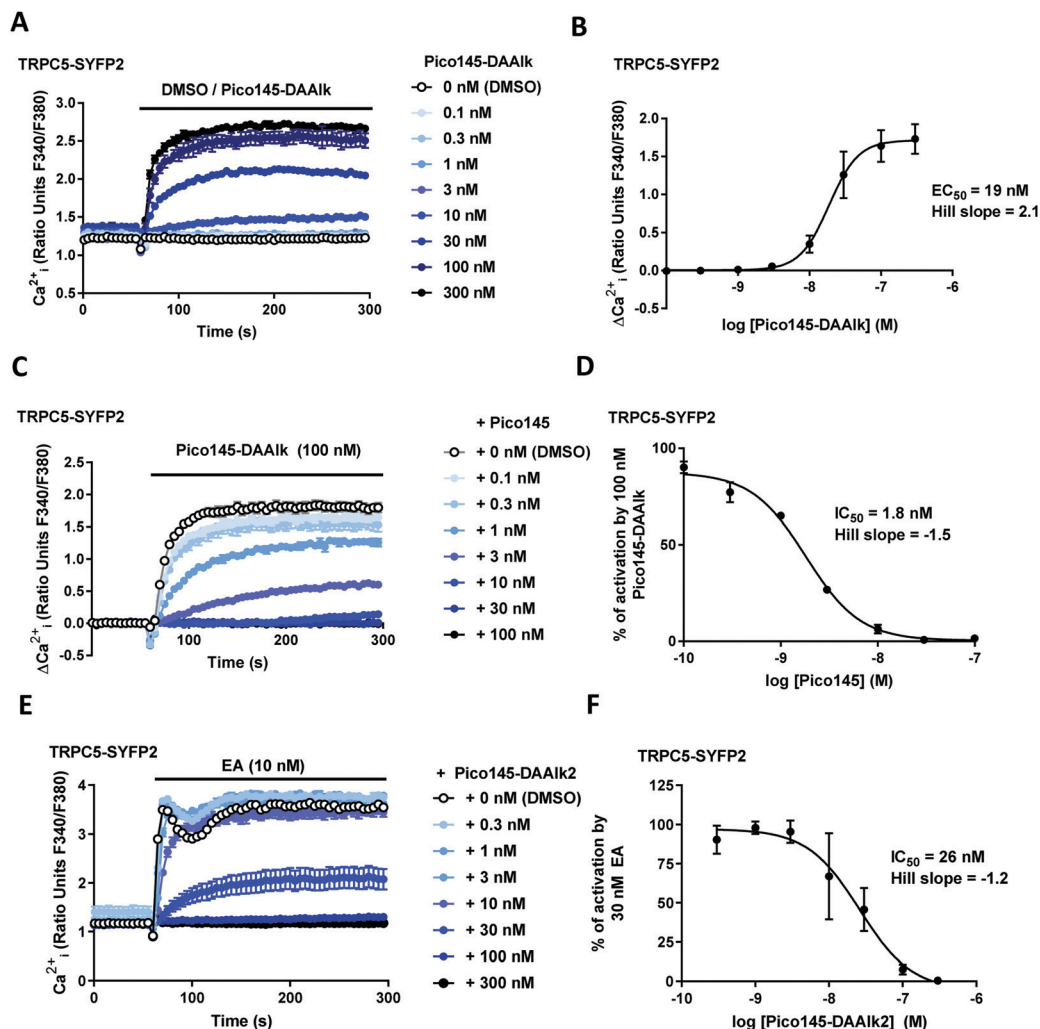 A
TRPC5-SYFP2
DMSO / Pico145-DAAlk
Ca2+i (Ratio Units F340/F380)
3.0
2.5
2.0
1.5
1.0
0.5
0
100
200
300
Time (s)
Pico145-DAAlk
0 nM (DMSO)
0.1 nM
0.3 nM
1 nM
3 nM
10 nM
30 nM
100 nM
300 nM
B
TRPC5-SYFP2
ΔCa2+i (Ratio Units F340/F380)
2.0
1.5
1.0
0.5
0.0
-0.5
-9
-8
-7
-6
log [Pico145-DAAlk] (M)
EC50 = 19 nM
Hill slope = 2.1
C
TRPC5-SYFP2
Pico145-DAAlk (100 nM)
ΔCa2+i (Ratio Units F340/F380)
2.5
2.0
1.5
1.0
0.5
0.0
-0.5
100
200
300
Time (s)
+ Pico145
+ 0 nM (DMSO)
+ 0.1 nM
+ 0.3 nM
+ 1 nM
+ 3 nM
+ 10 nM
+ 30 nM
+ 100 nM
D
TRPC5-SYFP2
% of activation by 100 nM
Pico145-DAAlk
100
50
0
-10
-9
-8
-7
log [Pico145] (M)
IC50 = 1.8 nM
Hill slope = -1.5
E
TRPC5-SYFP2
EA (10 nM)
Ca2+i (Ratio Units F340/F380)
4
3
2
1
0
0
100
200
300
Time (s)
+ Pico145-DAAlk2
+ 0 nM (DMSO)
+ 0.3 nM
+ 1 nM
+ 3 nM
+ 10 nM
+ 30 nM
+ 100 nM
+ 300 nM
F
TRPC5-SYFP2
% of activation by
30 nM EA
125
100
75
50
25
0
-10
-9
-8
-7
-6
log [Pico145-DAAlk2] (M)
IC50 = 26 nM
Hill slope = -1.2